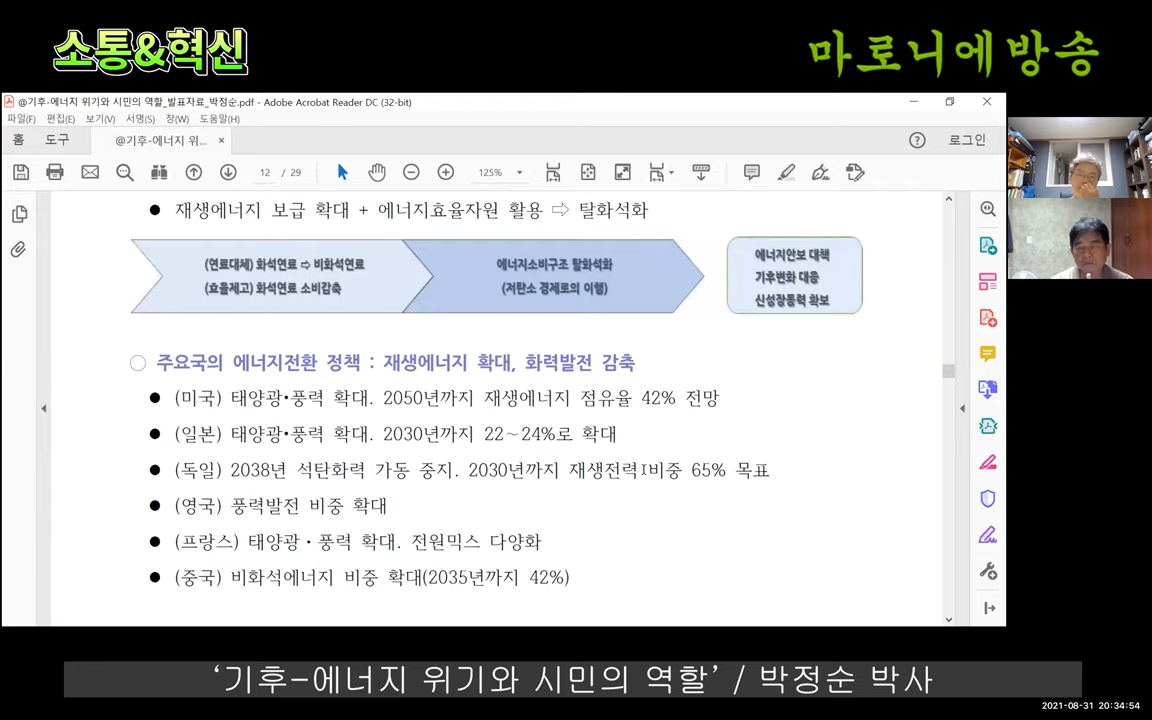 소통&혁신
마로니에방송
@기후-에너지 위기와 시민의 역할_발표자료_박정순.pdf - Adobe Acrobat Reader DC (32-bit)
파일(F) 편집(E) 보기(V) 서명(S) 창(W) 도움말(H)
홈 도구 @기후-에너지 위... × 로그인
12 / 29 125%
● 재생에너지 보급 확대 + 에너지효율자원 활용 ⇨ 탈화석화
(연료대체) 화석연료 ⇨ 비화석연료
(효율제고) 화석연료 소비감축
에너지소비구조 탈화석화
(저탄소 경제로의 이행)
에너지안보 대책
기후변화 대응
신성장동력 확보
○ 주요국의 에너지전환 정책 : 재생에너지 확대, 화력발전 감축
● (미국) 태양광•풍력 확대. 2050년까지 재생에너지 점유율 42% 전망
● (일본) 태양광•풍력 확대. 2030년까지 22～24%로 확대
● (독일) 2038년 석탄화력 가동 중지. 2030년까지 재생전력 비중 65% 목표
● (영국) 풍력발전 비중 확대
● (프랑스) 태양광・풍력 확대. 전원믹스 다양화
● (중국) 비화석에너지 비중 확대(2035년까지 42%)
‘기후-에너지 위기와 시민의 역할’ / 박정순 박사
2021-08-31 20:34:54